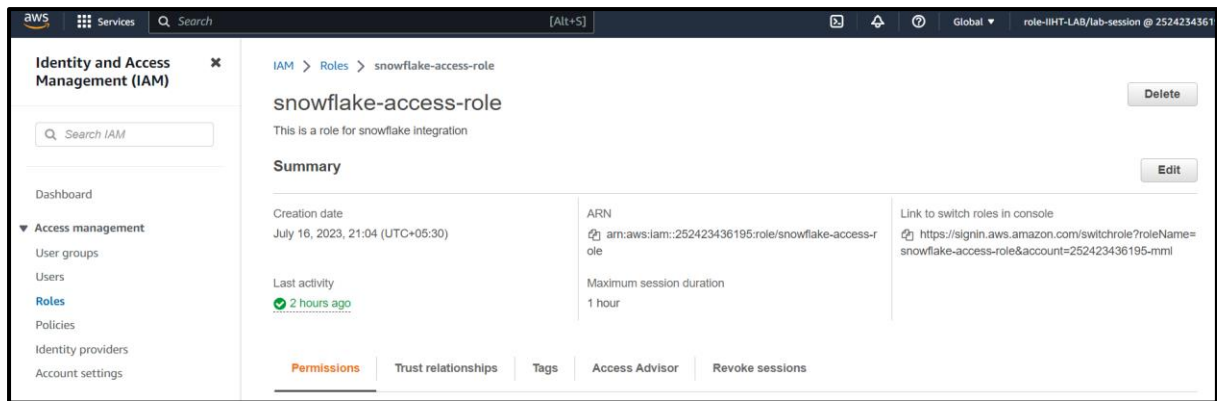 aws Services Search [Alt+S] Global ▼ role-IIHT-LAB/lab-session @ 2524234361
Identity and Access
Management (IAM)
Search IAM
Dashboard
Access management
User groups
Users
Roles
Policies
Identity providers
Account settings
IAM > Roles > snowflake-access-role
snowflake-access-role
Delete
This is a role for snowflake integration
Summary
Edit
Creation date
July 16, 2023, 21:04 (UTC+05:30)
Last activity
2 hours ago
ARN
arn:aws:iam::252423436195:role/snowflake-access-r
ole
Maximum session duration
1 hour
Link to switch roles in console
https://signin.aws.amazon.com/switchrole?roleName=
snowflake-access-role&account=252423436195-mml
Permissions Trust relationships Tags Access Advisor Revoke sessions